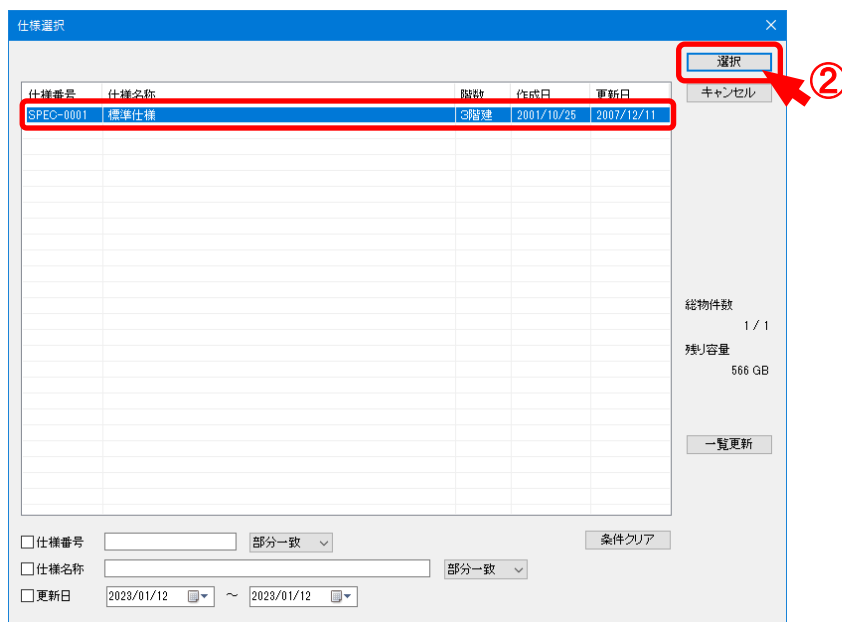 仕様選択
選択
②
キャンセル
仕様番号 仕様名称 階数 作成日 更新日
SPEC-0001 標準仕様 3階建 2001/10/25 2007/12/11
総物件数
1 / 1
残り容量
566 GB
一覧更新
仕様番号 部分一致 条件クリア
仕様名称 部分一致
更新日 2023/01/12 ～ 2023/01/12